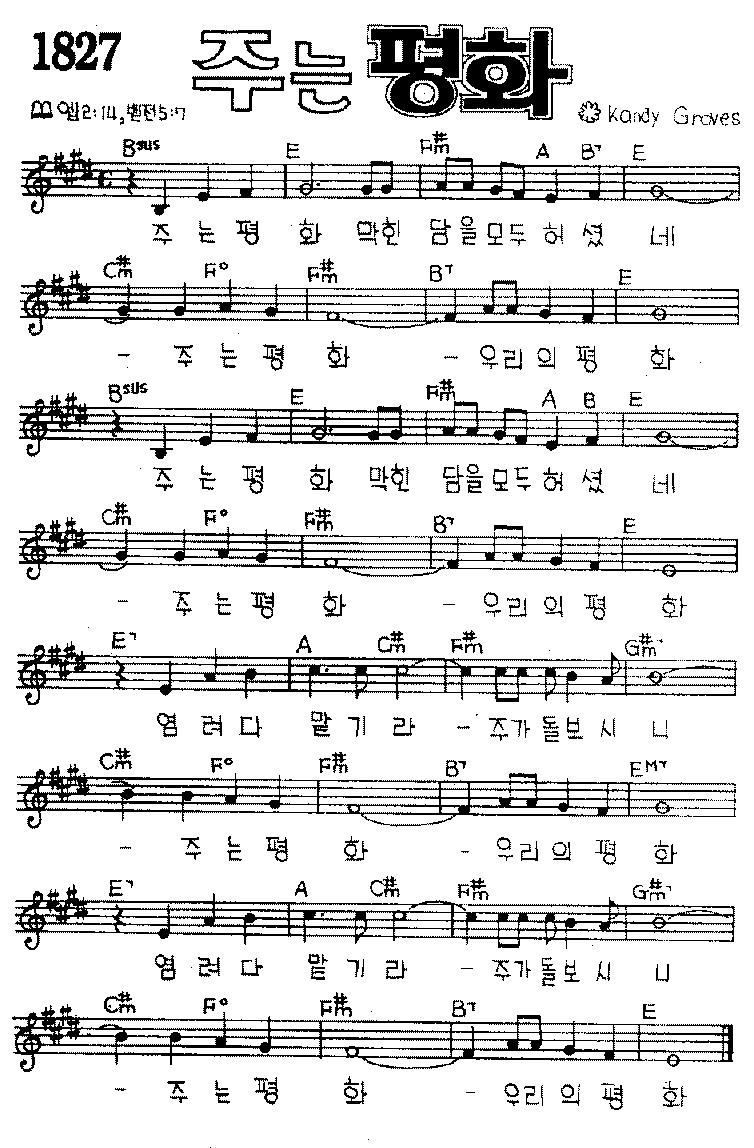 1827 주는 평화
엡2:14, 벧전5:7 Kandy Groves
Bsus E F#m A B7 E
주 는 평 화 막힌 담을모두 허 셨 네
C#m F° F#m B7 E
- 주 는 평 화 - 우리 의 평 화
Bsus E F#m A B E
주 는 평 화 막힌 담을모두 허 셨 네
C#m F° F#m B7 E
- 주 는 평 화 - 우리 의 평 화
E7 A C#m F#m G#m7
염 려 다 맡 기 라 - 주가돌보 시 니
C#m F° F#m B7 EM7
- 주 는 평 화 - 우리 의 평 화
E7 A C#m F#m G#m7
염 려 다 맡 기 라 - 주가돌보 시 니
C#m F° F#m B7 E
- 주 는 평 화 - 우리 의 평 화